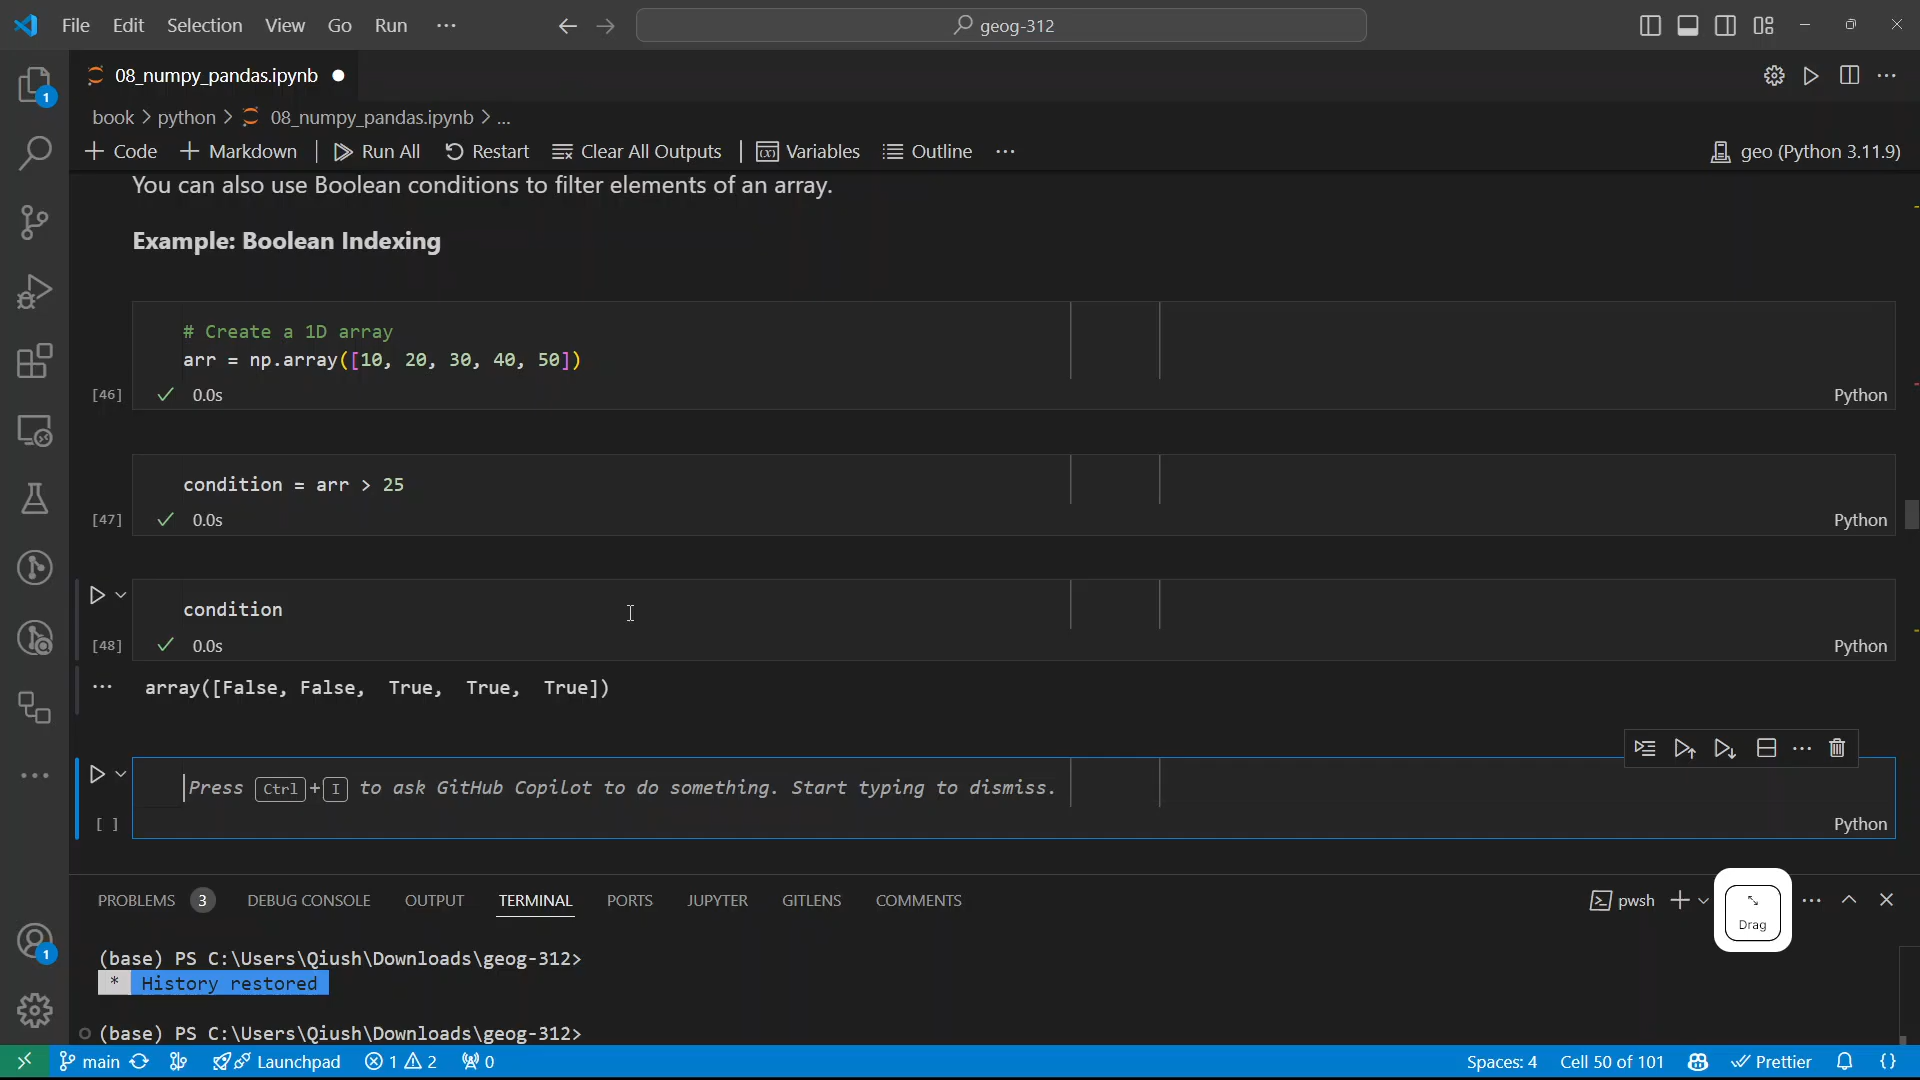 File Edit Selection View Go Run ···
geog-312
08_numpy_pandas.ipynb
1
book > python > 08_numpy_pandas.ipynb > ...
Code Markdown Run All Restart Clear All Outputs Variables Outline ··· geo (Python 3.11.9)
You can also use Boolean conditions to filter elements of an array.
Example: Boolean Indexing
# Create a 1D array
arr = np.array([10, 20, 30, 40, 50])
[46] ✓ 0.0s Python
condition = arr > 25
[47] ✓ 0.0s Python
condition
[48] ✓ 0.0s Python
··· array([False, False,  True,  True,  True])
Press Ctrl+I to ask GitHub Copilot to do something. Start typing to dismiss.
[ ] Python
PROBLEMS 3 DEBUG CONSOLE OUTPUT TERMINAL PORTS JUPYTER GITLENS COMMENTS pwsh
Drag
1
(base) PS C:\Users\Qiush\Downloads\geog-312>
* History restored
(base) PS C:\Users\Qiush\Downloads\geog-312>
main Launchpad 1 2 0 Spaces: 4 Cell 50 of 101 Prettier {}